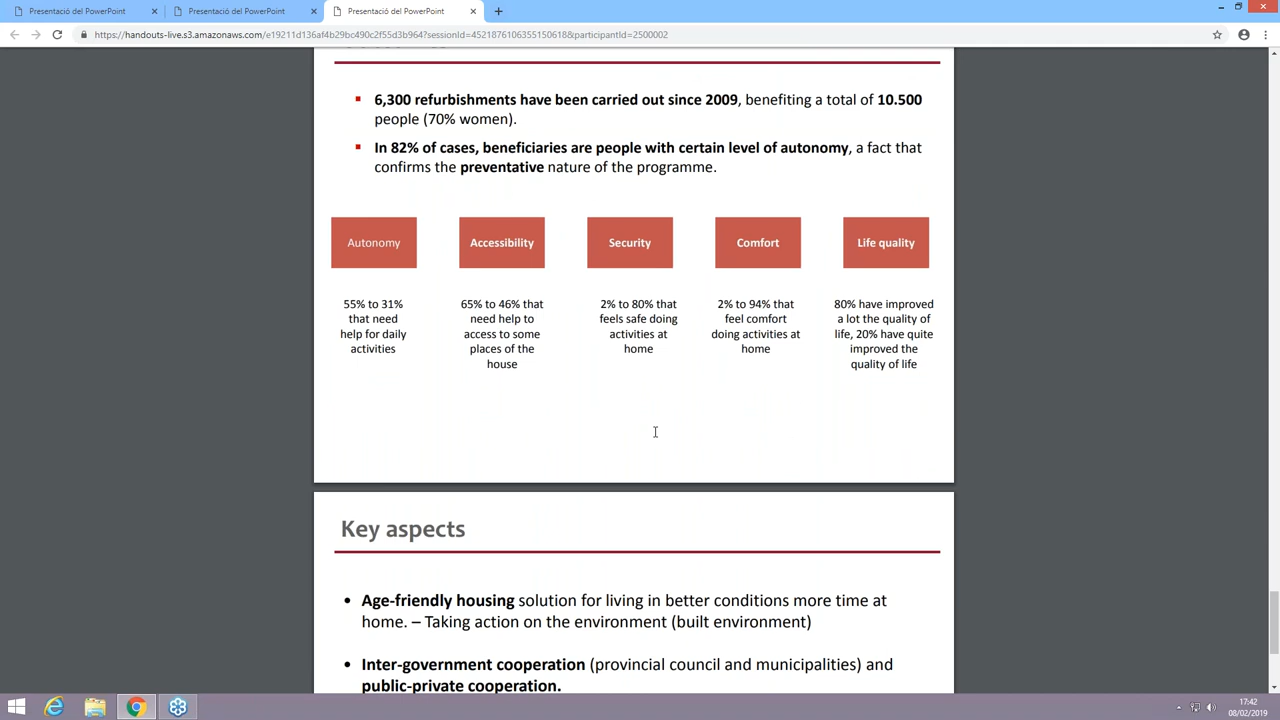 Presentació del PowerPoint
Presentació del PowerPoint
Presentació del PowerPoint
https://handouts-live.s3.amazonaws.com/e19211d136af4b29bc490c2f55d3b964?sessionId=4521876106355150618&participantId=2500002
6,300 refurbishments have been carried out since 2009, benefiting a total of 10.500
people (70% women).
In 82% of cases, beneficiaries are people with certain level of autonomy, a fact that
confirms the preventative nature of the programme.
Autonomy
55% to 31%
that need
help for daily
activities
Accessibility
65% to 46% that
need help to
access to some
places of the
house
Security
2% to 80% that
feels safe doing
activities at
home
Comfort
2% to 94% that
feel comfort
doing activities at
home
Life quality
80% have improved
a lot the quality of
life, 20% have quite
improved the
quality of life
Key aspects
• Age-friendly housing solution for living in better conditions more time at
home. – Taking action on the environment (built environment)
• Inter-government cooperation (provincial council and municipalities) and
public-private cooperation.
17:42
08/02/2019